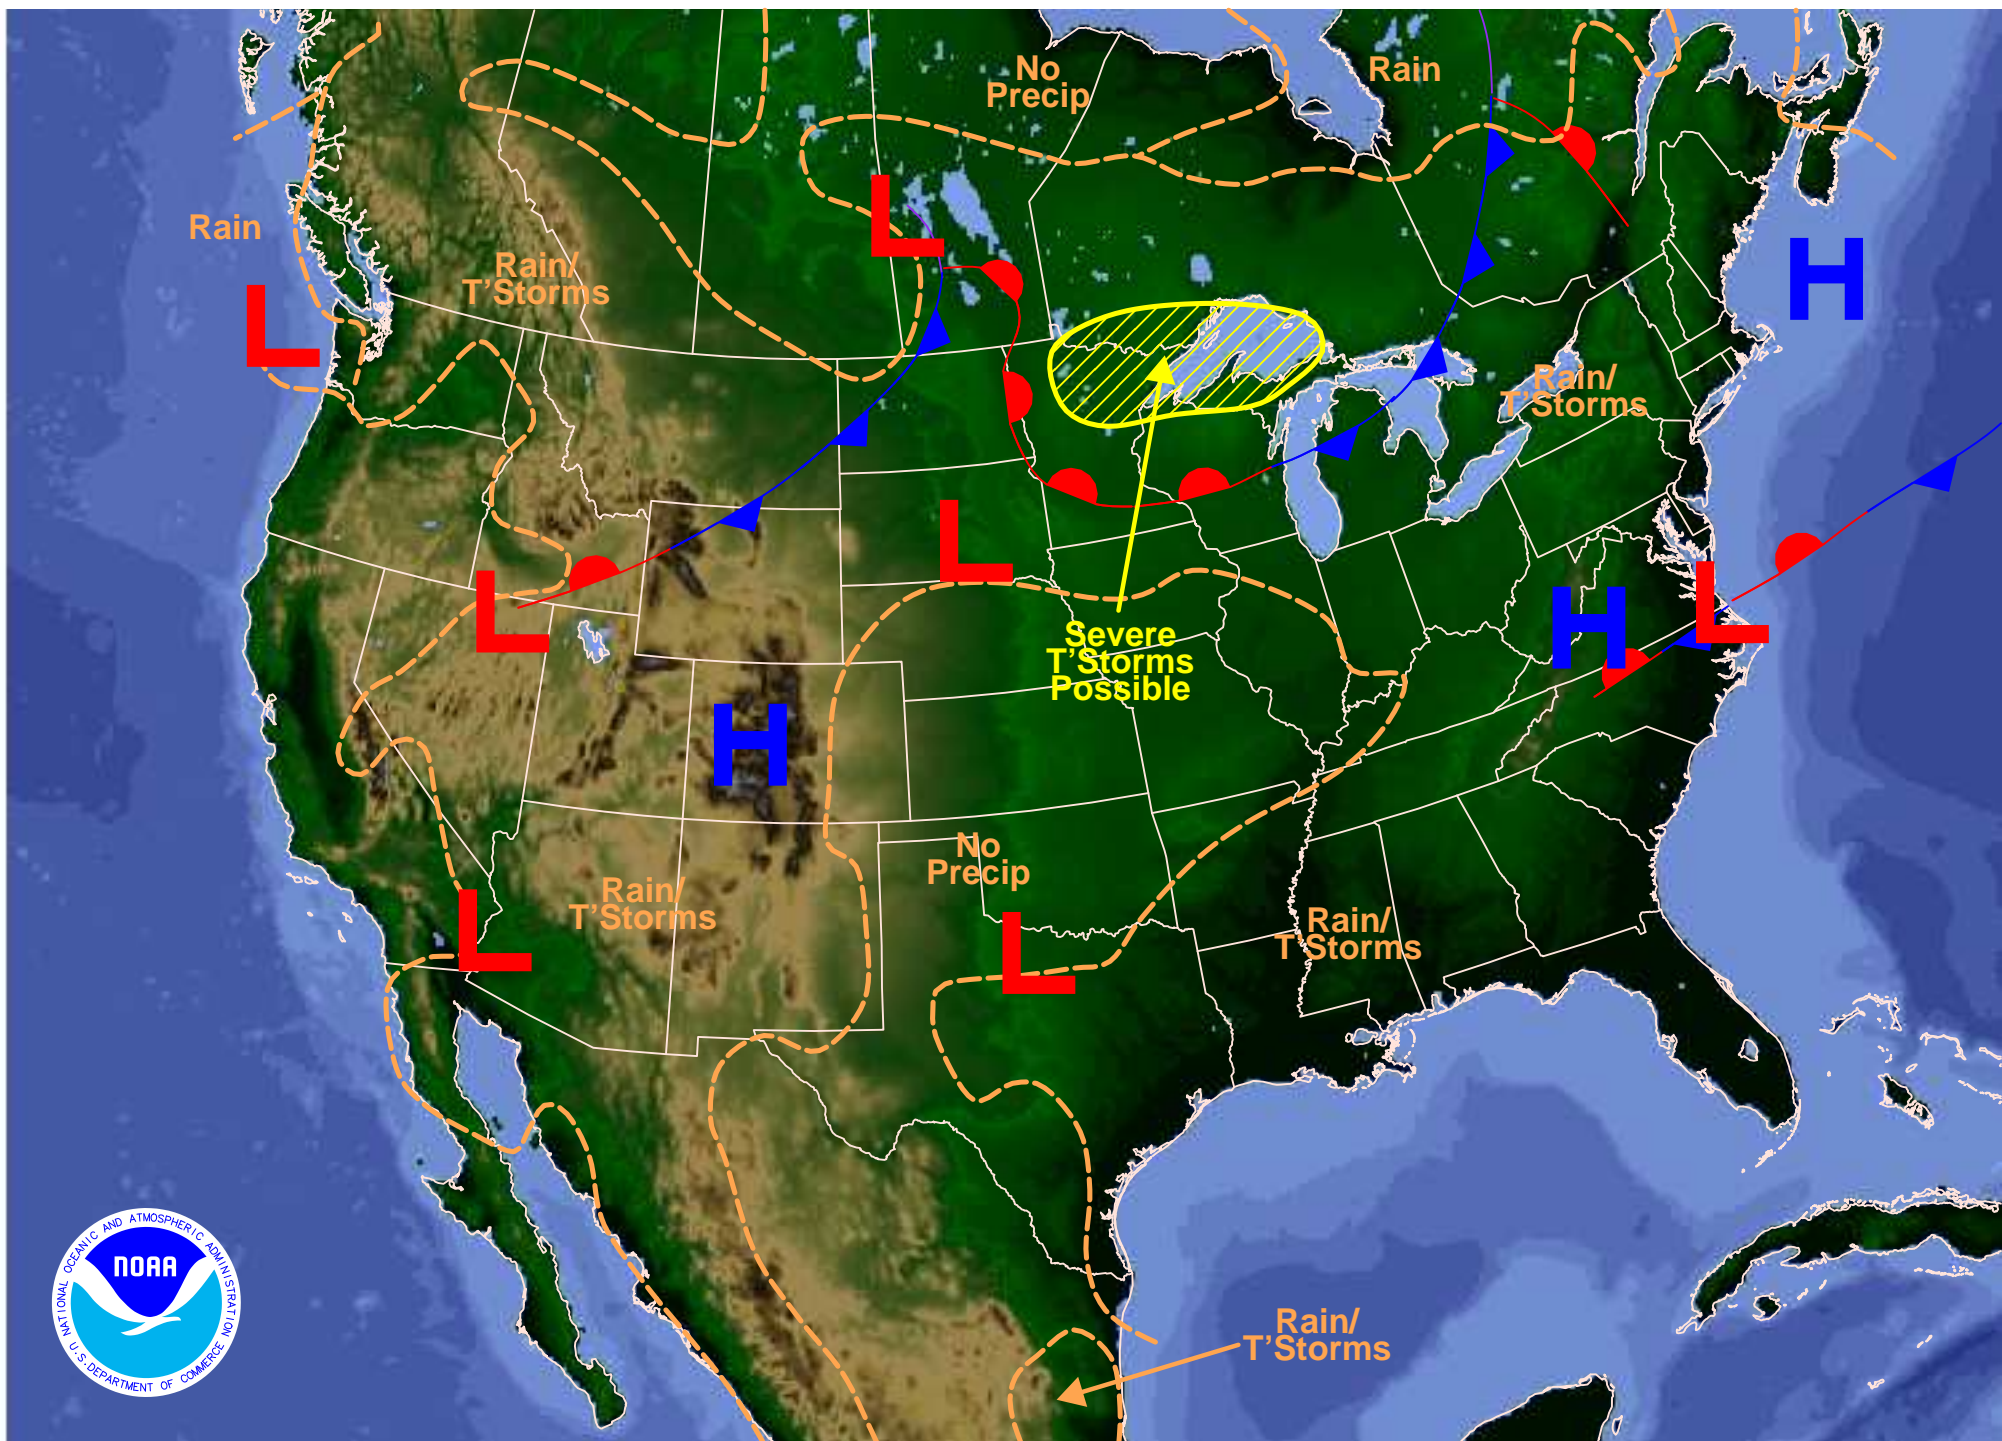 No
Precip
Rain
Rain
Rain/
T'Storms
L
H
L
Rain/
T'Storms
L
L
L
H
Severe
T'Storms
Possible
H
No
Precip
Rain/
T'Storms
L
Rain/
T'Storms
L
Rain/
T'Storms
NATIONAL OCEANIC AND ATMOSPHERIC ADMINISTRATION
NOAA
U.S. DEPARTMENT OF COMMERCE